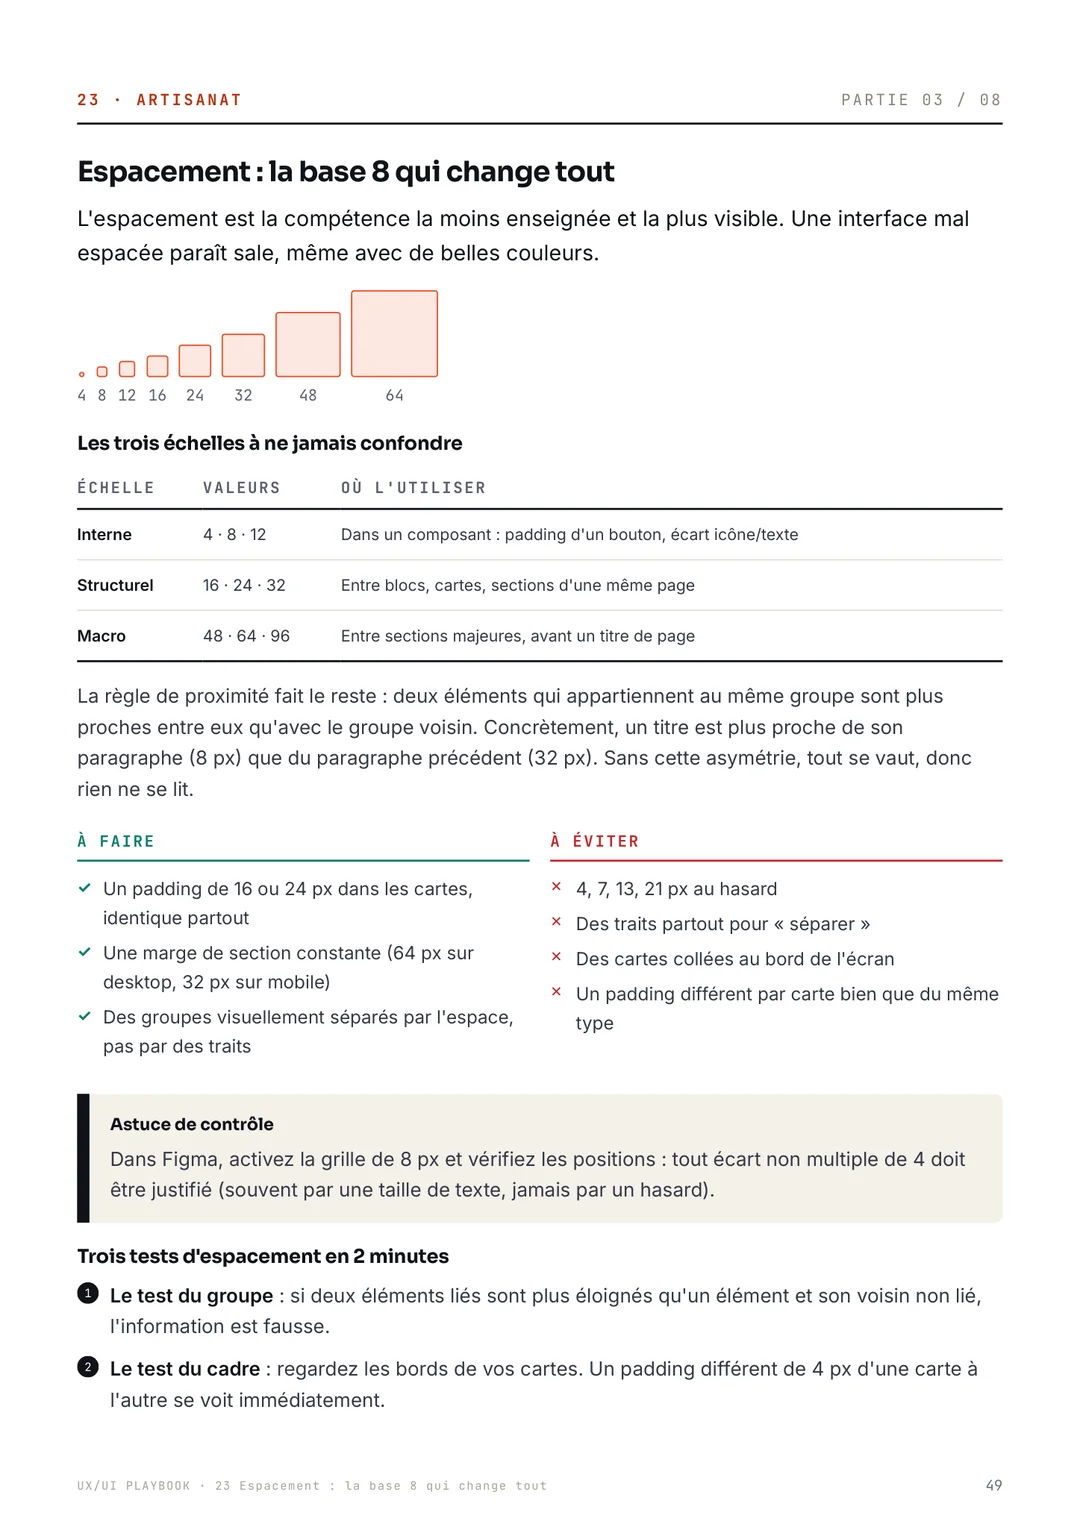 23 · ARTISANAT
PARTIE 03 / 08
Espacement : la base 8 qui change tout
L'espacement est la compétence la moins enseignée et la plus visible. Une interface mal
espacée paraît sale, même avec de belles couleurs.
4 8 12 16 24 32 48 64
Les trois échelles à ne jamais confondre
ÉCHELLE VALEURS OÙ L'UTILISER
Interne 4 · 8 · 12 Dans un composant : padding d'un bouton, écart icône/texte
Structurel 16 · 24 · 32 Entre blocs, cartes, sections d'une même page
Macro 48 · 64 · 96 Entre sections majeures, avant un titre de page
La règle de proximité fait le reste : deux éléments qui appartiennent au même groupe sont plus
proches entre eux qu'avec le groupe voisin. Concrètement, un titre est plus proche de son
paragraphe (8 px) que du paragraphe précédent (32 px). Sans cette asymétrie, tout se vaut, donc
rien ne se lit.
À FAIRE
✓ Un padding de 16 ou 24 px dans les cartes,
identique partout
✓ Une marge de section constante (64 px sur
desktop, 32 px sur mobile)
✓ Des groupes visuellement séparés par l'espace,
pas par des traits
À ÉVITER
× 4, 7, 13, 21 px au hasard
× Des traits partout pour « séparer »
× Des cartes collées au bord de l'écran
× Un padding différent par carte bien que du même
type
Astuce de contrôle
Dans Figma, activez la grille de 8 px et vérifiez les positions : tout écart non multiple de 4 doit
être justifié (souvent par une taille de texte, jamais par un hasard).
Trois tests d'espacement en 2 minutes
1 Le test du groupe : si deux éléments liés sont plus éloignés qu'un élément et son voisin non lié,
l'information est fausse.
2 Le test du cadre : regardez les bords de vos cartes. Un padding différent de 4 px d'une carte à
l'autre se voit immédiatement.
UX/UI PLAYBOOK · 23 Espacement : la base 8 qui change tout
49